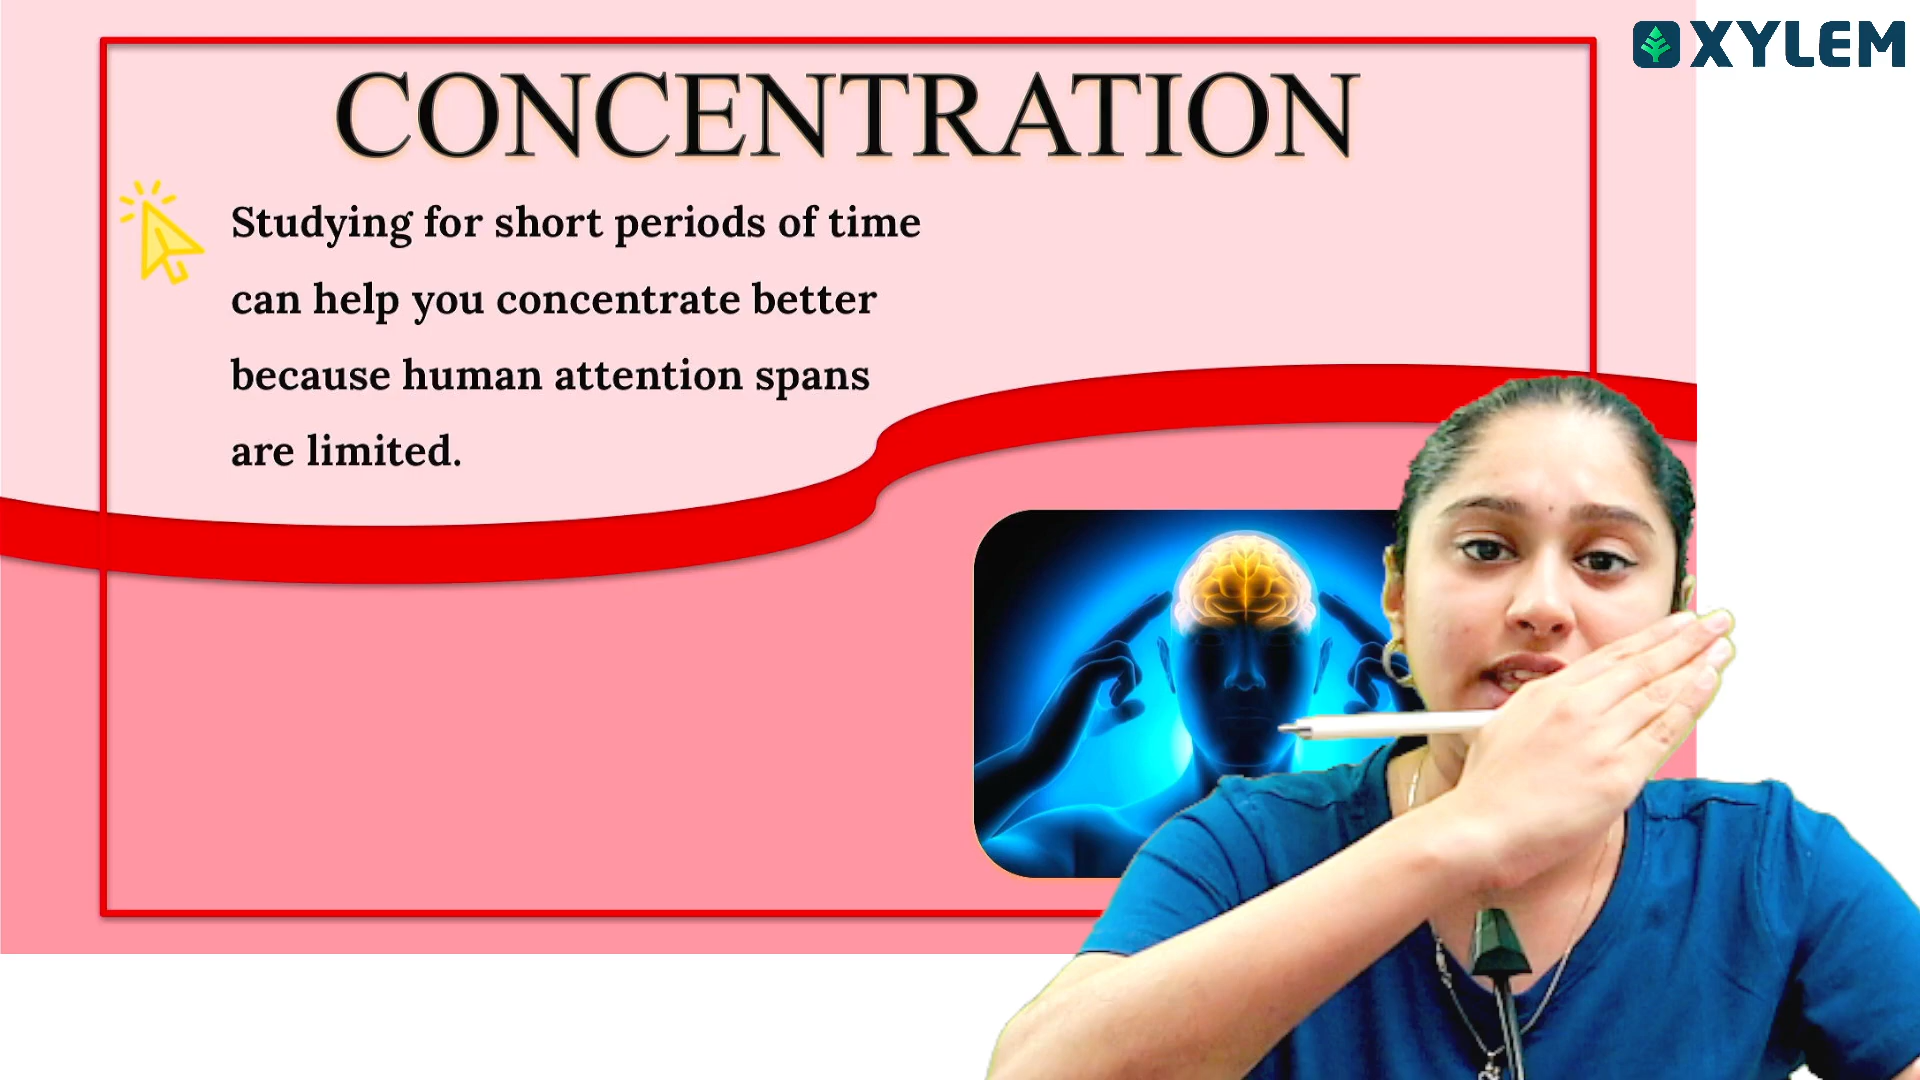 XYLEM
CONCENTRATION
Studying for short periods of time
can help you concentrate better
because human attention spans
are limited.